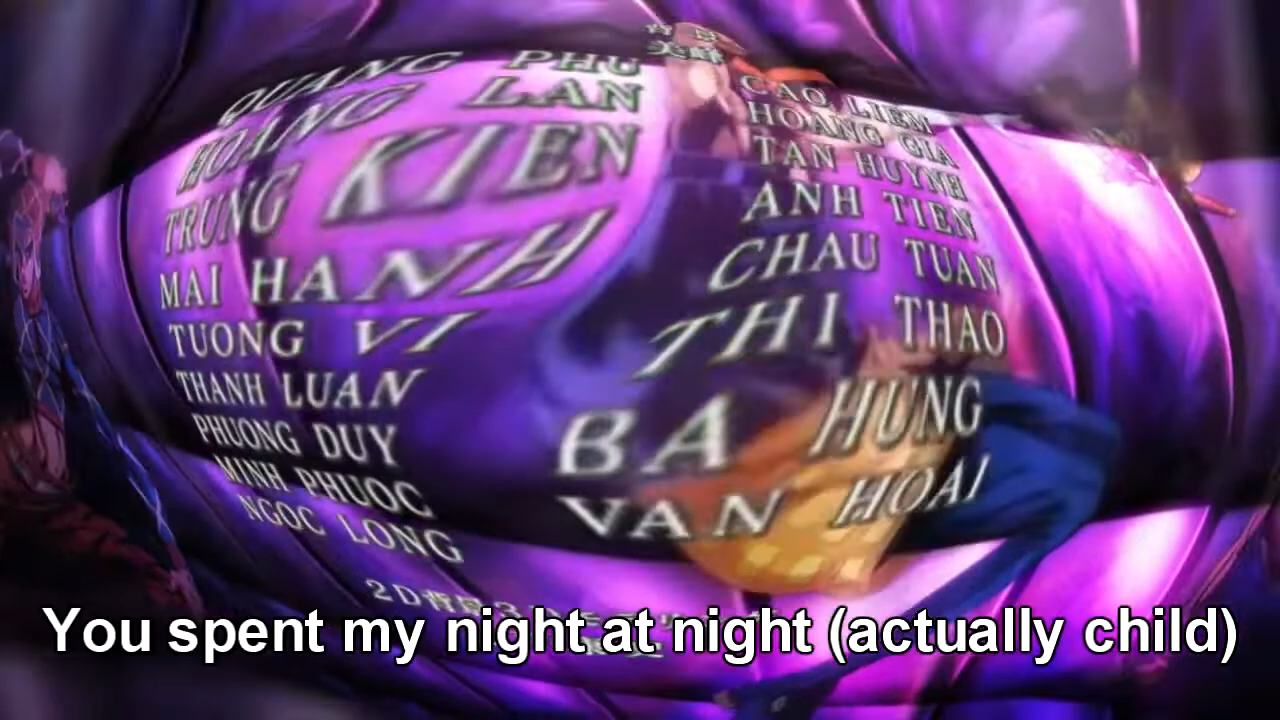 QUANG PHU
HOANG LAN
TRUNG KIEN
MAI HANH
TUONG VI
THANH LUAN
PHUONG DUY
MINH PHUOC
NGOC LONG
CAO LIEM
HOANG GIA
TAN HUYNH
ANH TIEN
CHAU TUAN
THI THAO
BA HUNG
VAN HOAI
You spent my night at night (actually child)